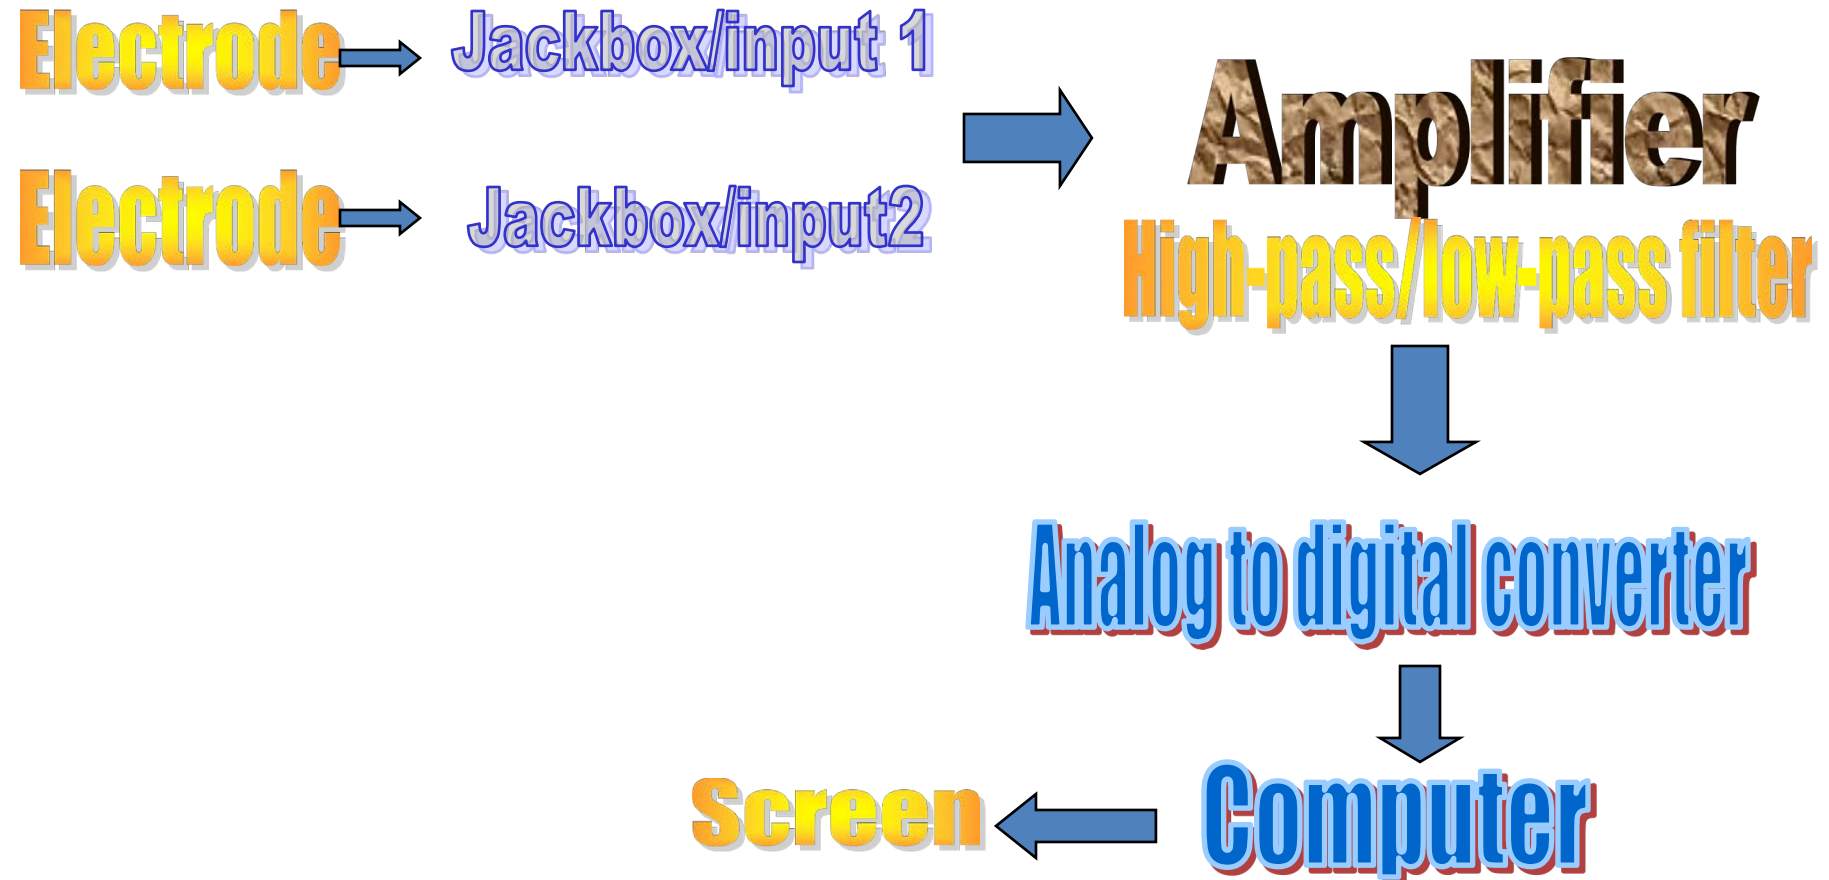 Electrode
Jackbox/input 1
Electrode
Jackbox/input2
Amplifier
High-pass/low-pass filter
Analog to digital converter
Computer
Screen